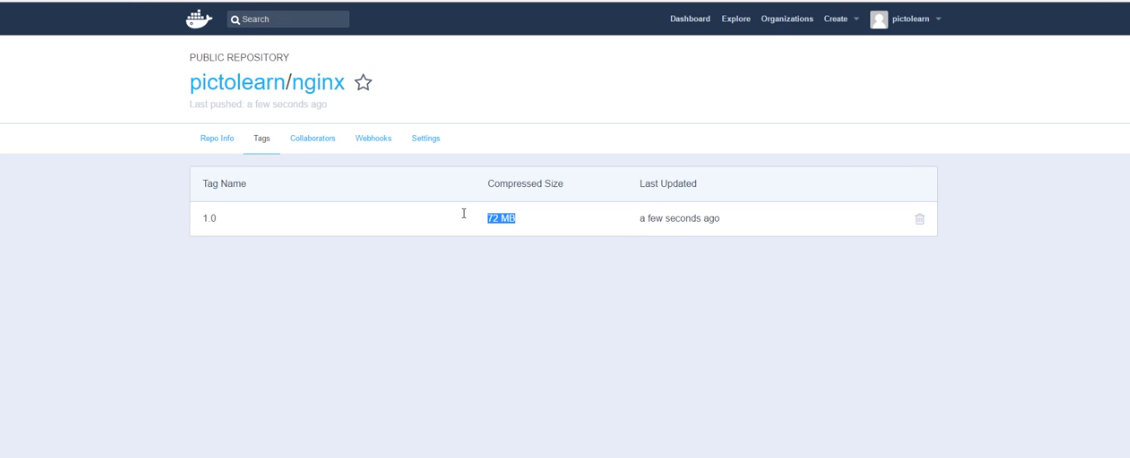 Search Dashboard Explore Organizations Create pictolearn
PUBLIC REPOSITORY
pictolearn/nginx
Last pushed: a few seconds ago
Repo Info Tags Collaborators Webhooks Settings
Tag Name Compressed Size Last Updated
1.0 72 MB a few seconds ago